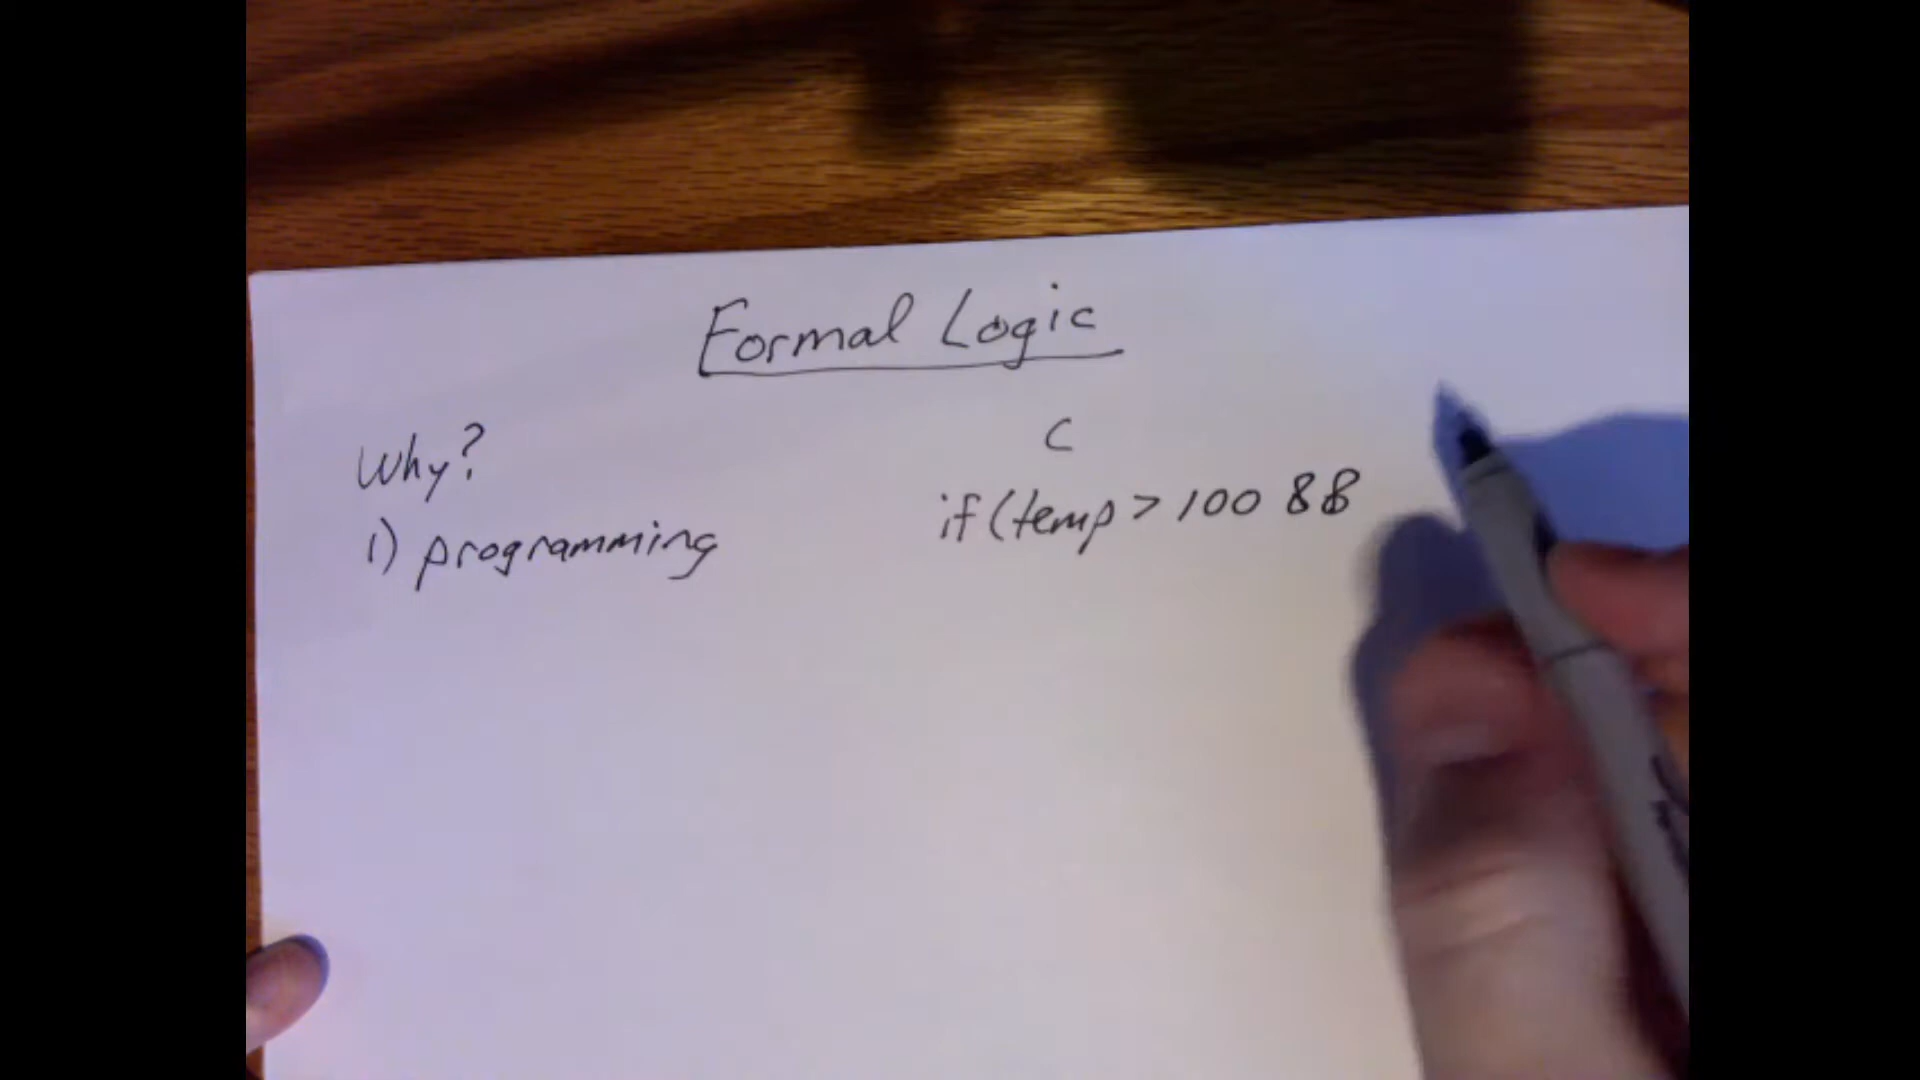 Formal Logic
Why?
1) programming
C
if (temp > 100 &&